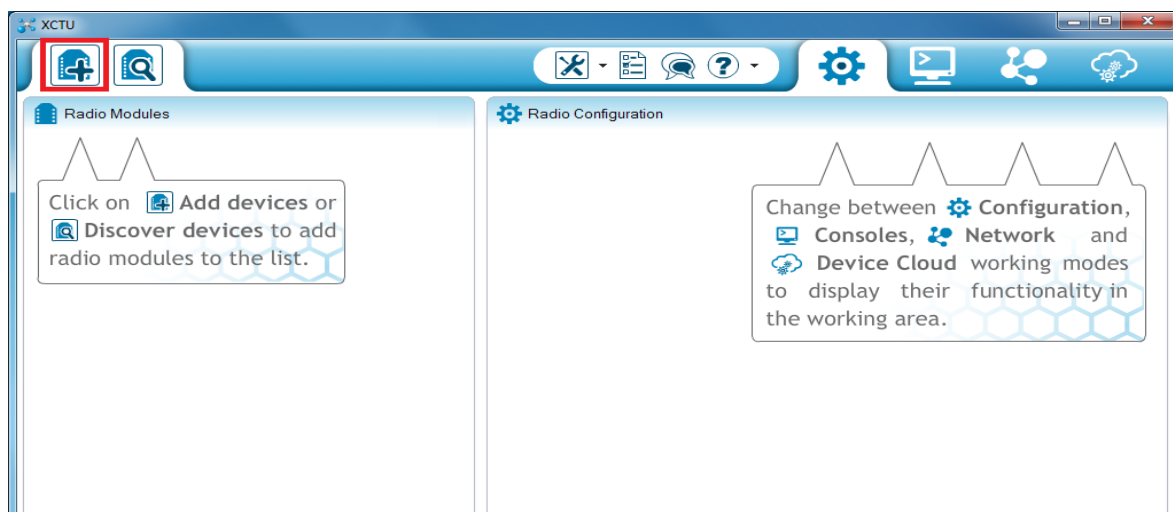 XCTU
Radio Modules
Click on Add devices or
Discover devices to add
radio modules to the list.
Radio Configuration
Change between Configuration,
Consoles, Network and
Device Cloud working modes
to display their functionality in
the working area.